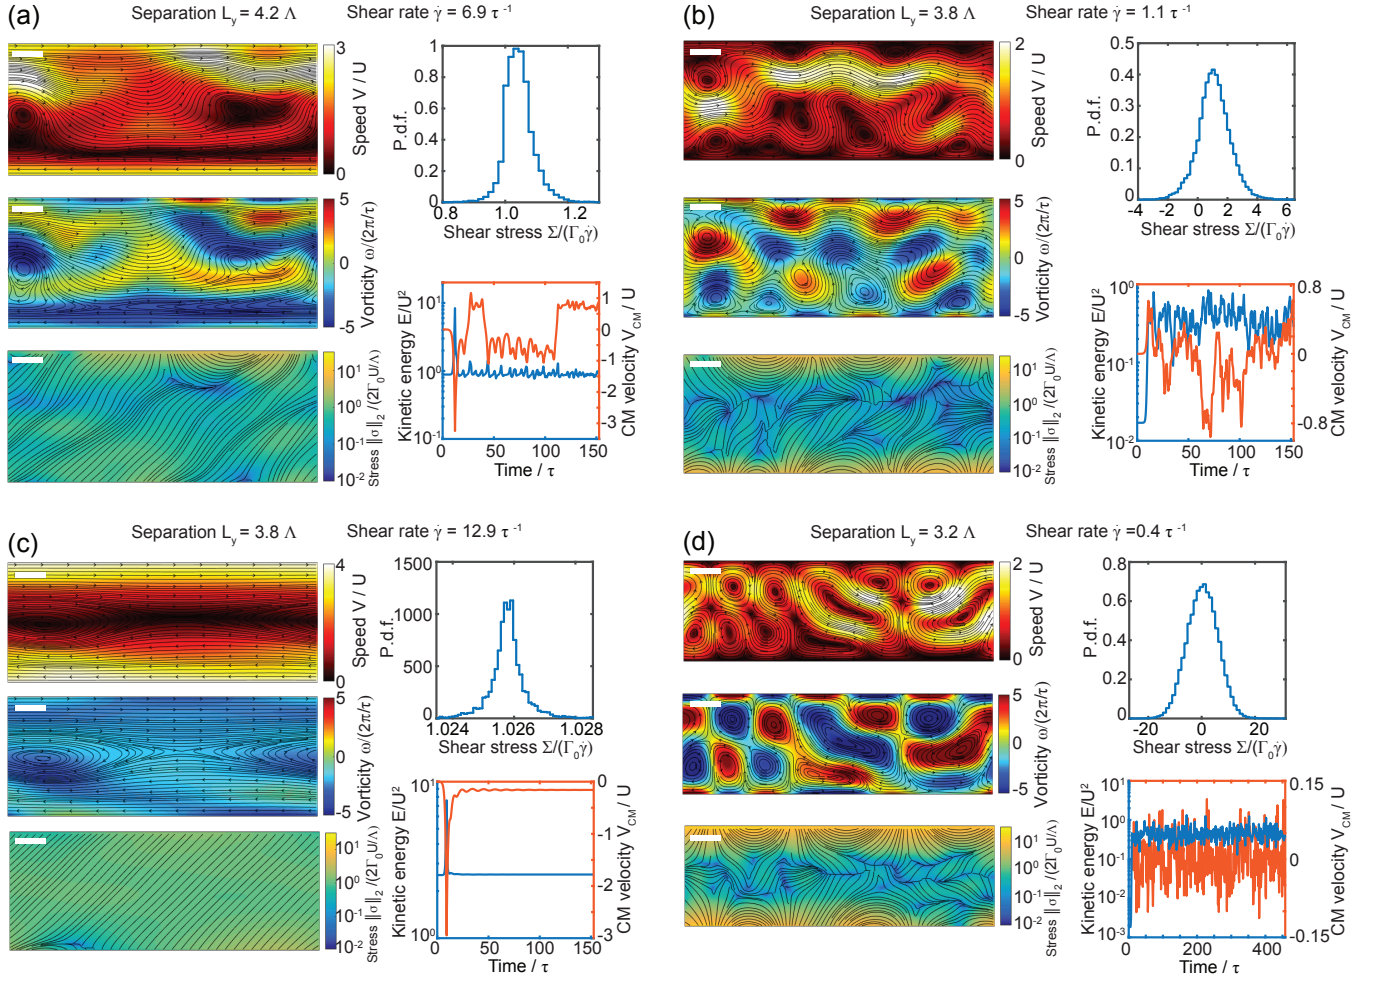 (a)
Separation L_y = 4.2 Λ
Shear rate γ̇ = 6.9 τ⁻¹
3
0
Speed V / U
5
0
-5
Vorticity ω/(2π/τ)
10¹
10⁰
10⁻¹
10⁻²
Stress ||σ||₂ /(2Γ₀U/Λ)
1
0.8
0.6
0.4
0.2
0
P.d.f.
0.8 1.0 1.2
Shear stress Σ/(Γ₀γ̇)
10¹
10⁰
10⁻¹
Kinetic energy E/U²
1
0
-1
-2
-3
CM velocity V_CM / U
0 50 100 150
Time / τ
(b)
Separation L_y = 3.8 Λ
Shear rate γ̇ = 1.1 τ⁻¹
2
0
Speed V / U
5
0
-5
Vorticity ω/(2π/τ)
10¹
10⁰
10⁻¹
10⁻²
Stress ||σ||₂ /(2Γ₀U/Λ)
0.5
0.4
0.3
0.2
0.1
0
P.d.f.
-4 -2 0 2 4 6
Shear stress Σ/(Γ₀γ̇)
10⁰
10⁻¹
10⁻²
Kinetic energy E/U²
0.8
0
-0.8
CM velocity V_CM / U
0 50 100 150
Time / τ
(c)
Separation L_y = 3.8 Λ
Shear rate γ̇ = 12.9 τ⁻¹
4
0
Speed V / U
5
0
-5
Vorticity ω/(2π/τ)
10¹
10⁰
10⁻¹
10⁻²
Stress ||σ||₂ /(2Γ₀U/Λ)
1500
1000
500
0
P.d.f.
1.024 1.026 1.028
Shear stress Σ/(Γ₀γ̇)
10¹
10⁰
Kinetic energy E/U²
0
-1
-2
-3
CM velocity V_CM / U
0 50 100 150
Time / τ
(d)
Separation L_y = 3.2 Λ
Shear rate γ̇ =0.4 τ⁻¹
2
0
Speed V / U
5
0
-5
Vorticity ω/(2π/τ)
10¹
10⁰
10⁻¹
10⁻²
Stress ||σ||₂ /(2Γ₀U/Λ)
0.8
0.6
0.4
0.2
0
P.d.f.
-20 0 20
Shear stress Σ/(Γ₀γ̇)
10¹
10⁰
10⁻¹
10⁻²
10⁻³
Kinetic energy E/U²
0.15
0
-0.15
CM velocity V_CM / U
0 200 400
Time / τ